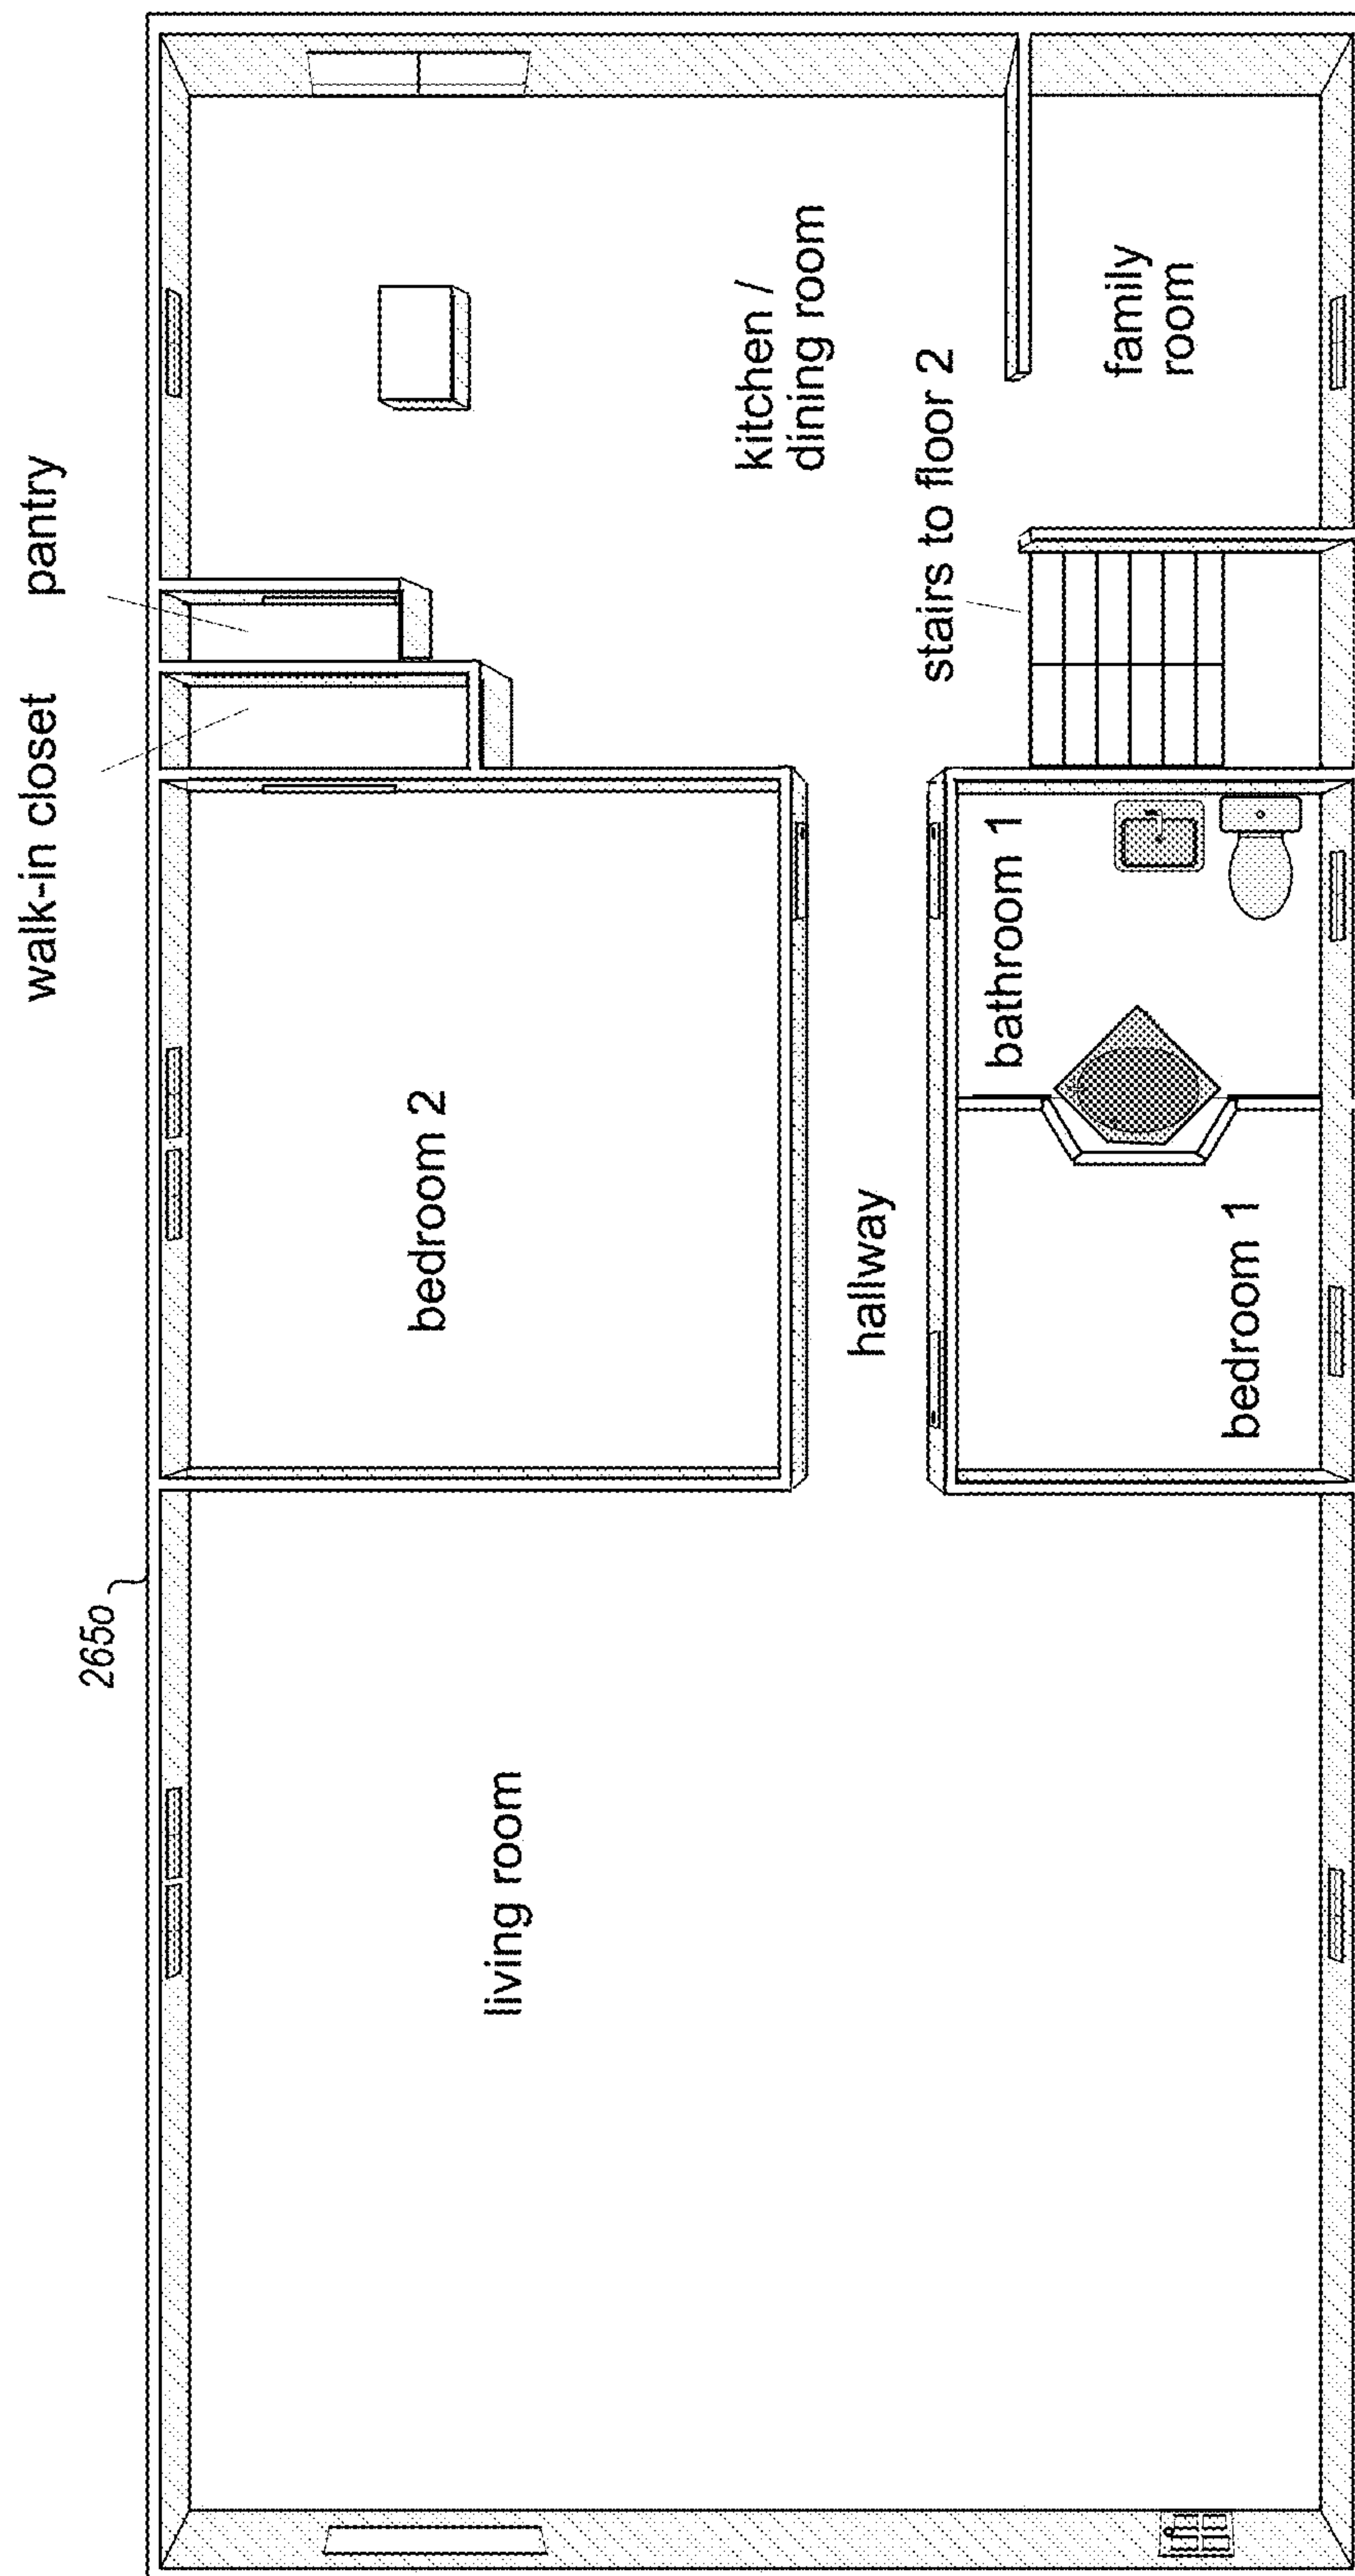 2650
walk-in closet
pantry
living room
bedroom 2
kitchen /
dining room
hallway
stairs to floor 2
bathroom 1
bedroom 1
family
room